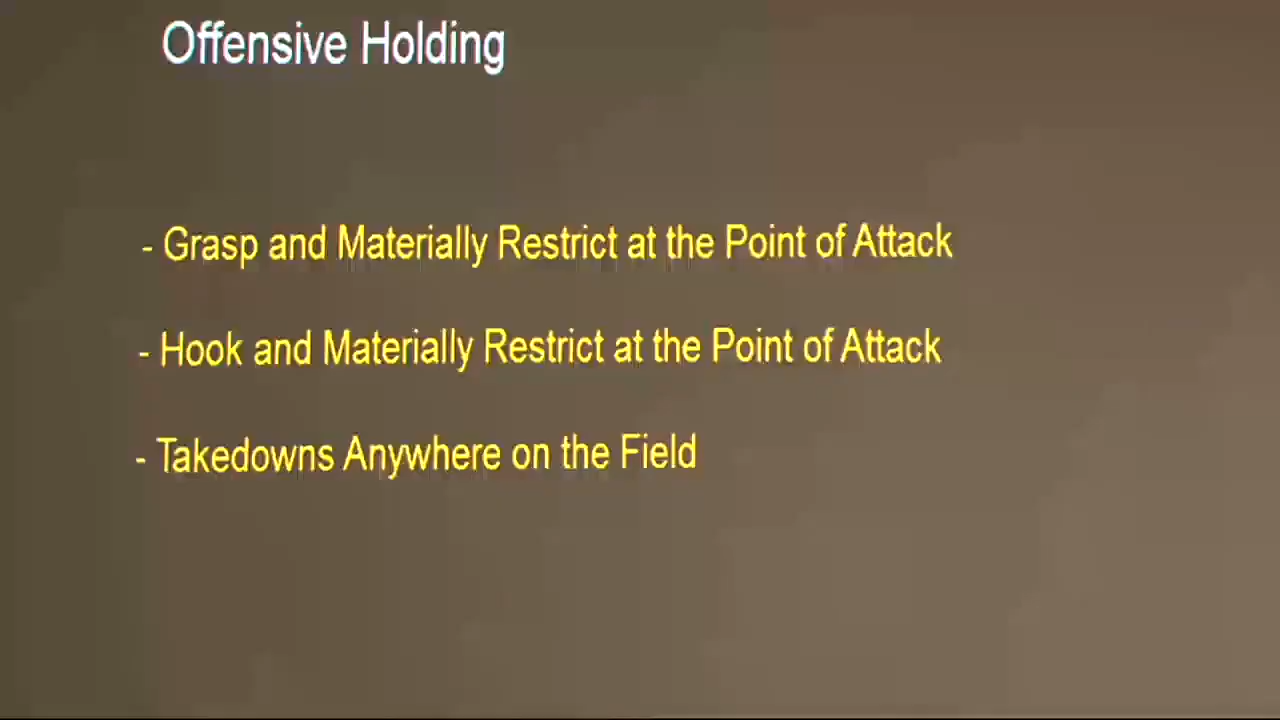 Offensive Holding
- Grasp and Materially Restrict at the Point of Attack
- Hook and Materially Restrict at the Point of Attack
- Takedowns Anywhere on the Field